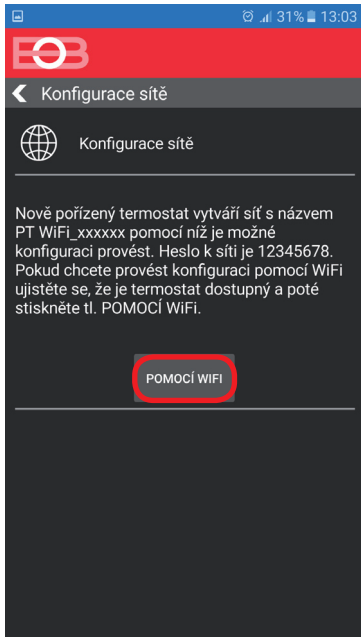 31% 13:03
EOB
Konfigurace sítě
Konfigurace sítě
Nově pořízený termostat vytváří síť s názvem
PT WiFi_xxxxxx pomocí níž je možné
konfiguraci provést. Heslo k síti je 12345678.
Pokud chcete provést konfiguraci pomocí WiFi
ujistěte se, že je termostat dostupný a poté
stiskněte tl. POMOCÍ WiFi.
POMOCÍ WIFI